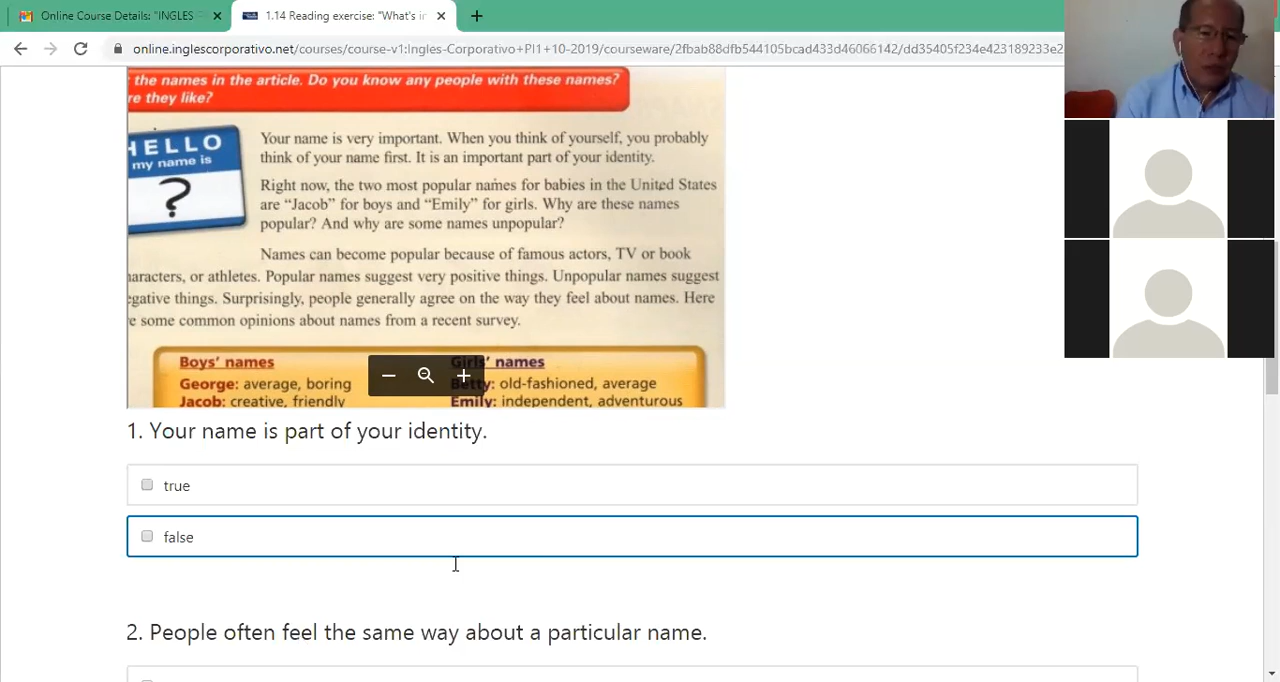 Online Course Details: "INGLES
1.14 Reading exercise: "What's in
online.inglescorporativo.net/courses/course-v1:Ingles-Corporativo+PI1+10-2019/courseware/2fbab88dfb544105bcad433d46066142/dd35405f234e423189233e2
the names in the article. Do you know any people with these names?
re they like?
HELLO
my name is
?
Your name is very important. When you think of yourself, you probably
think of your name first. It is an important part of your identity.
Right now, the two most popular names for babies in the United States
are “Jacob” for boys and “Emily” for girls. Why are these names
popular? And why are some names unpopular?
Names can become popular because of famous actors, TV or book
haracters, or athletes. Popular names suggest very positive things. Unpopular names suggest
egative things. Surprisingly, people generally agree on the way they feel about names. Here
e some common opinions about names from a recent survey.
Boys’ names
George: average, boring
Jacob: creative, friendly
Girls’ names
Betty: old-fashioned, average
Emily: independent, adventurous
1. Your name is part of your identity.
true
false
2. People often feel the same way about a particular name.